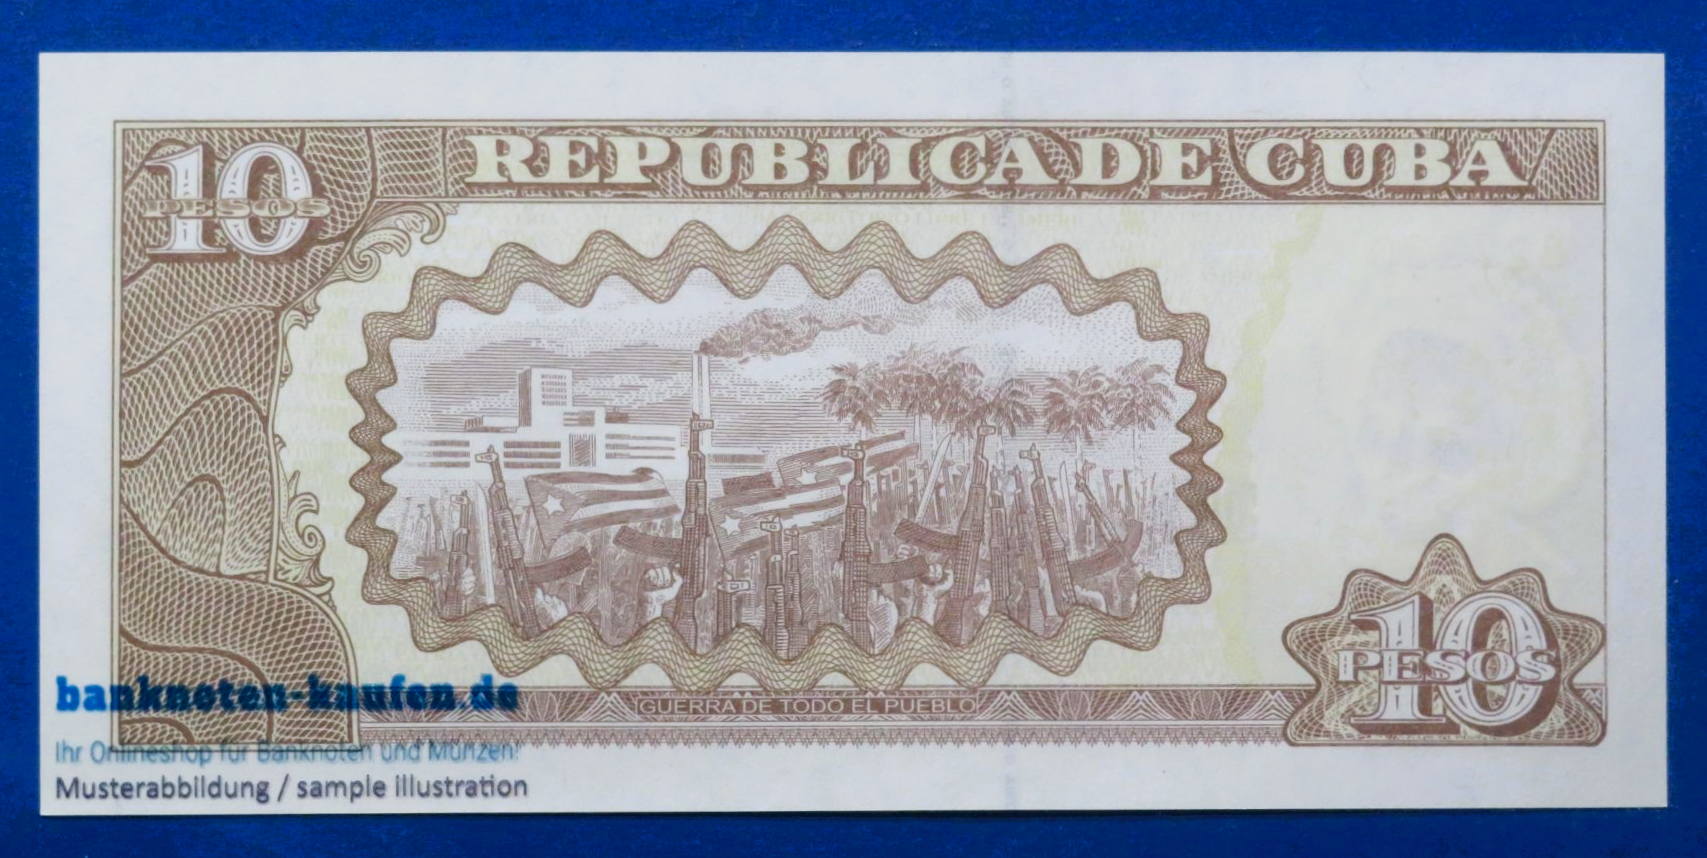 REPUBLICA DE CUBA
10
PESOS
10
PESOS
GUERRA DE TODO EL PUEBLO
banknoten-kaufen.de
Ihr Onlineshop für Banknoten und Münzen!
Musterabbildung / sample illustration